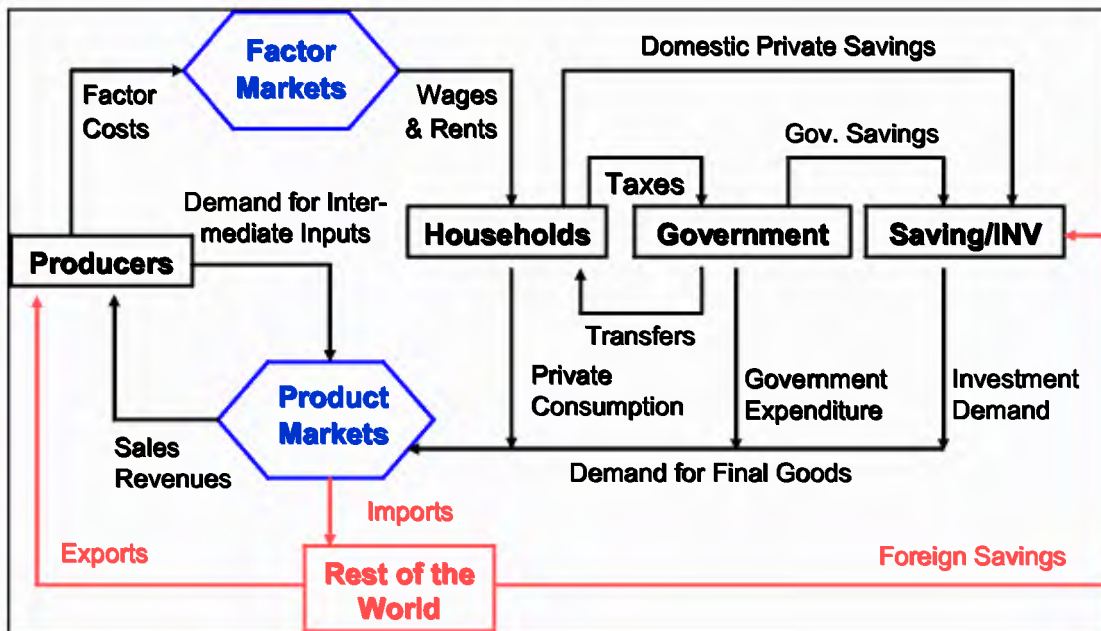 Factor
Markets
Domestic Private Savings
Factor
Costs
Wages
& Rents
Gov. Savings
Taxes
Demand for Inter-
mediate Inputs
Households
Government
Saving/INV
Producers
Transfers
Product
Markets
Private
Consumption
Government
Expenditure
Investment
Demand
Sales
Revenues
Demand for Final Goods
Imports
Exports
Foreign Savings
Rest of the
World